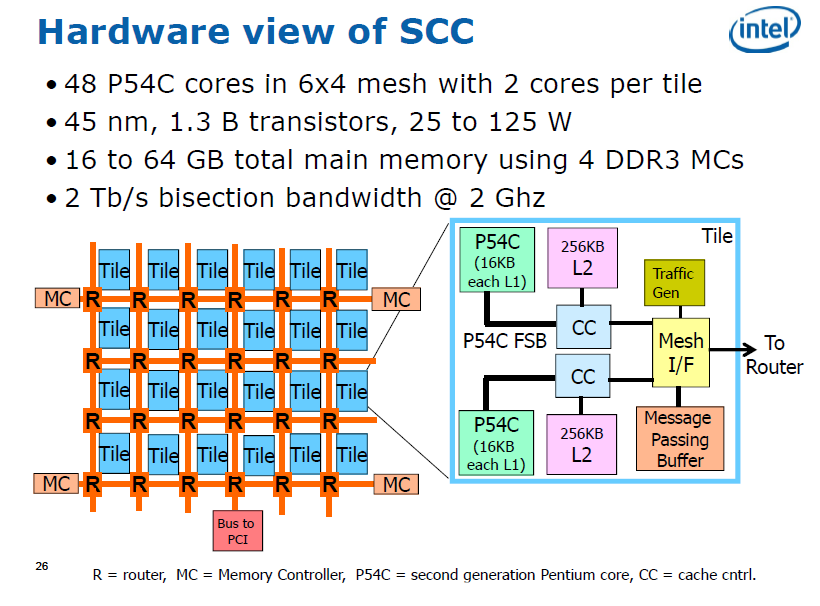 Hardware view of SCC
intel®
• 48 P54C cores in 6x4 mesh with 2 cores per tile
• 45 nm, 1.3 B transistors, 25 to 125 W
• 16 to 64 GB total main memory using 4 DDR3 MCs
• 2 Tb/s bisection bandwidth @ 2 Ghz
Tile Tile Tile Tile Tile Tile
MC R R R R R R MC
Tile Tile Tile Tile Tile Tile
R R R R R R
Tile Tile Tile Tile Tile Tile
R R R R R R
Tile Tile Tile Tile Tile Tile
MC R R R R R R MC
Bus to
PCI
Tile
P54C
(16KB
each L1)
256KB
L2
Traffic
Gen
CC
P54C FSB
Mesh
I/F
To
Router
CC
P54C
(16KB
each L1)
256KB
L2
Message
Passing
Buffer
26
R = router, MC = Memory Controller, P54C = second generation Pentium core, CC = cache cntrl.